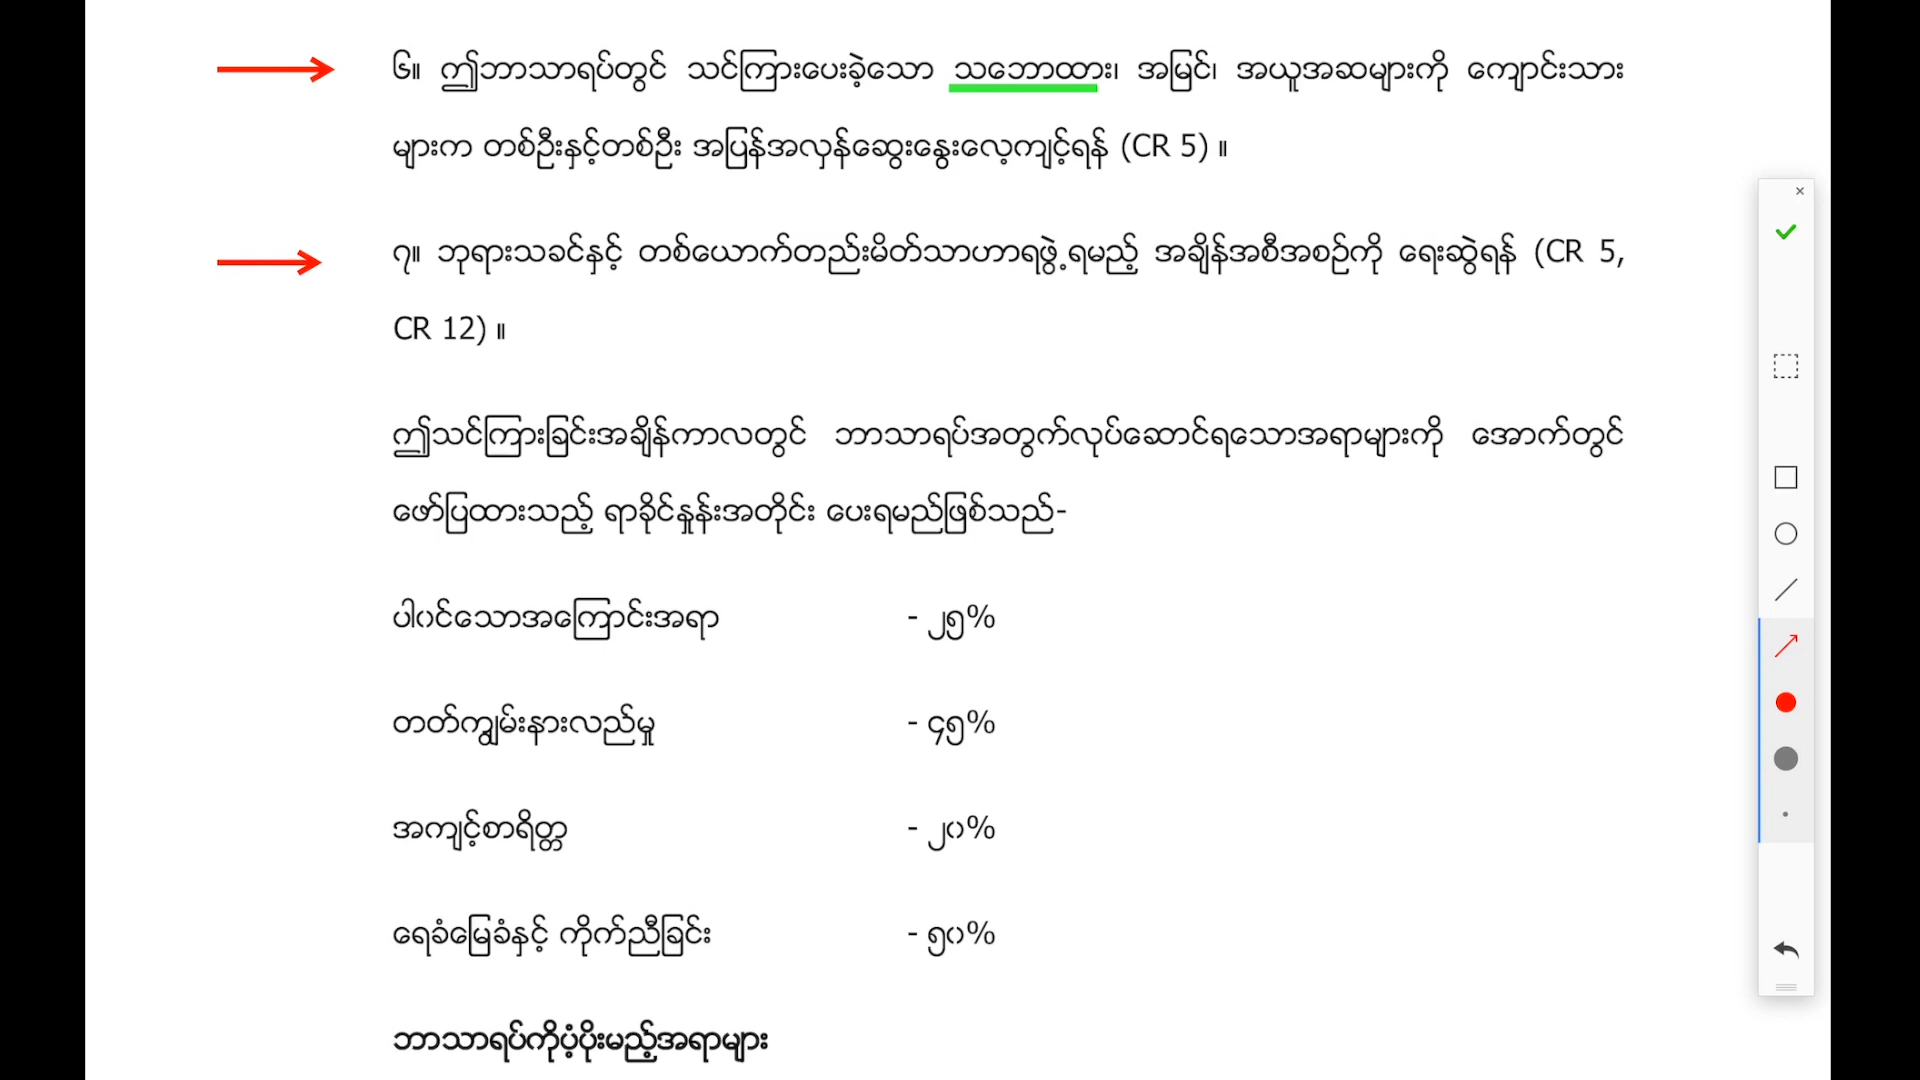 ၆။ ဤဘာသာရပ်တွင် သင်ကြားပေးခဲ့သော သဘောထား၊ အမြင်၊ အယူအဆများကို ကျောင်းသား
များက တစ်ဦးနှင့်တစ်ဦး အပြန်အလှန်ဆွေးနွေးလေ့ကျင့်ရန် (CR 5) ။
၇။ ဘုရားသခင်နှင့် တစ်ယောက်တည်းမိတ်သာဟာရဖွဲ့ရမည့် အချိန်အစီအစဉ်ကို ရေးဆွဲရန် (CR 5,
CR 12) ။
ဤသင်ကြားခြင်းအချိန်ကာလတွင် ဘာသာရပ်အတွက်လုပ်ဆောင်ရသောအရာများကို အောက်တွင်
ဖော်ပြထားသည့် ရာခိုင်နှုန်းအတိုင်း ပေးရမည်ဖြစ်သည်-
ပါ၀င်သောအကြောင်းအရာ - ၂၅%
တတ်ကျွမ်းနားလည်မှု - ၄၅%
အကျင့်စာရိတ္တ - ၂၀%
ရေခံမြေခံနှင့် ကိုက်ညီခြင်း - ၅၀%
ဘာသာရပ်ကိုပံ့ပိုးမည့်အရာများ